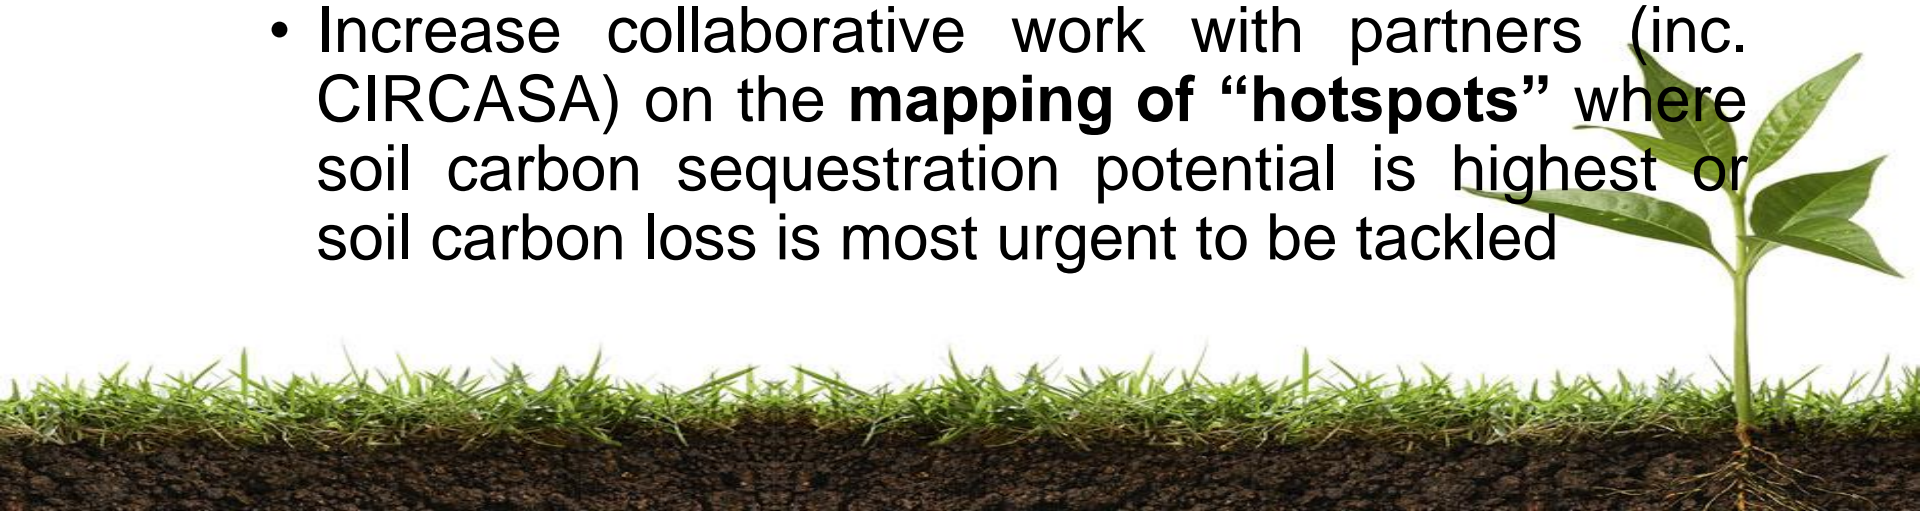 • Increase collaborative work with partners (inc.
CIRCASA) on the mapping of “hotspots” where
soil carbon sequestration potential is highest or
soil carbon loss is most urgent to be tackled